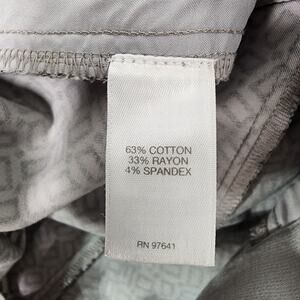 63% COTTON
33% RAYON
4% SPANDEX
RN 97641